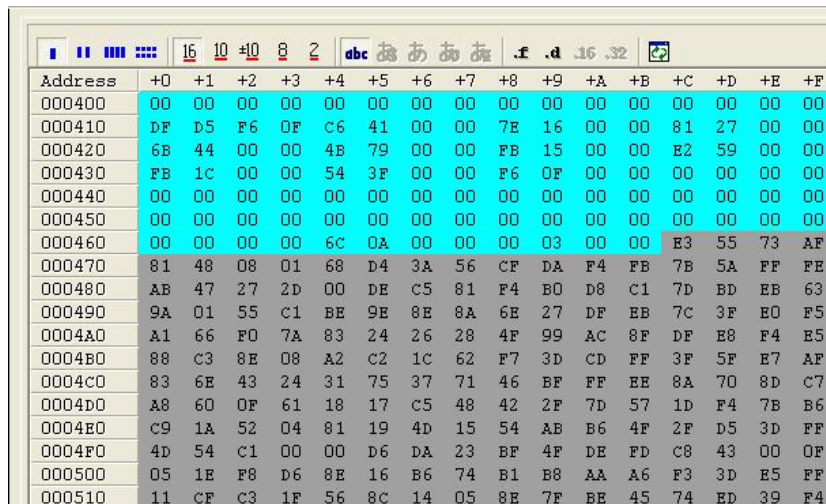 16 10 ±10 8 2 abc あ8 あ .f .d .16 .32
Address +0 +1 +2 +3 +4 +5 +6 +7 +8 +9 +A +B +C +D +E +F
000400 00 00 00 00 00 00 00 00 00 00 00 00 00 00 00 00
000410 DF D5 F6 0F C6 41 00 00 7E 16 00 00 81 27 00 00
000420 6B 44 00 00 4B 79 00 00 FB 15 00 00 E2 59 00 00
000430 FB 1C 00 00 54 3F 00 00 F6 0F 00 00 00 00 00 00
000440 00 00 00 00 00 00 00 00 00 00 00 00 00 00 00 00
000450 00 00 00 00 00 00 00 00 00 00 00 00 00 00 00 00
000460 00 00 00 00 6C 0A 00 00 00 03 00 00 E3 55 73 AF
000470 81 48 08 01 68 D4 3A 56 CF DA F4 FB 7B 5A FF FE
000480 AB 47 27 2D 00 DE C5 81 F4 B0 D8 C1 7D BD EB 63
000490 9A 01 55 C1 BE 9E 8E 8A 6E 27 DF EB 7C 3F E0 F5
0004A0 A1 66 F0 7A 83 24 26 28 4F 99 AC 8F DF E8 F4 E5
0004B0 88 C3 8E 08 A2 C2 1C 62 F7 3D CD FF 3F 5F E7 AF
0004C0 83 6E 43 24 31 75 37 71 46 BF FF EE 8A 70 8D C7
0004D0 A8 60 0F 61 18 17 C5 48 42 2F 7D 57 1D F4 7B B6
0004E0 C9 1A 52 04 81 19 4D 15 54 AB B6 4F 2F D5 3D FF
0004F0 4D 54 C1 00 00 D6 DA 23 BF 4F DE FD C8 43 00 0F
000500 05 1E F8 D6 8E 16 B6 74 B1 B8 AA A6 F3 3D E5 FF
000510 11 CF C3 1F 56 8C 14 05 8E 7F BE 45 74 ED 39 F4